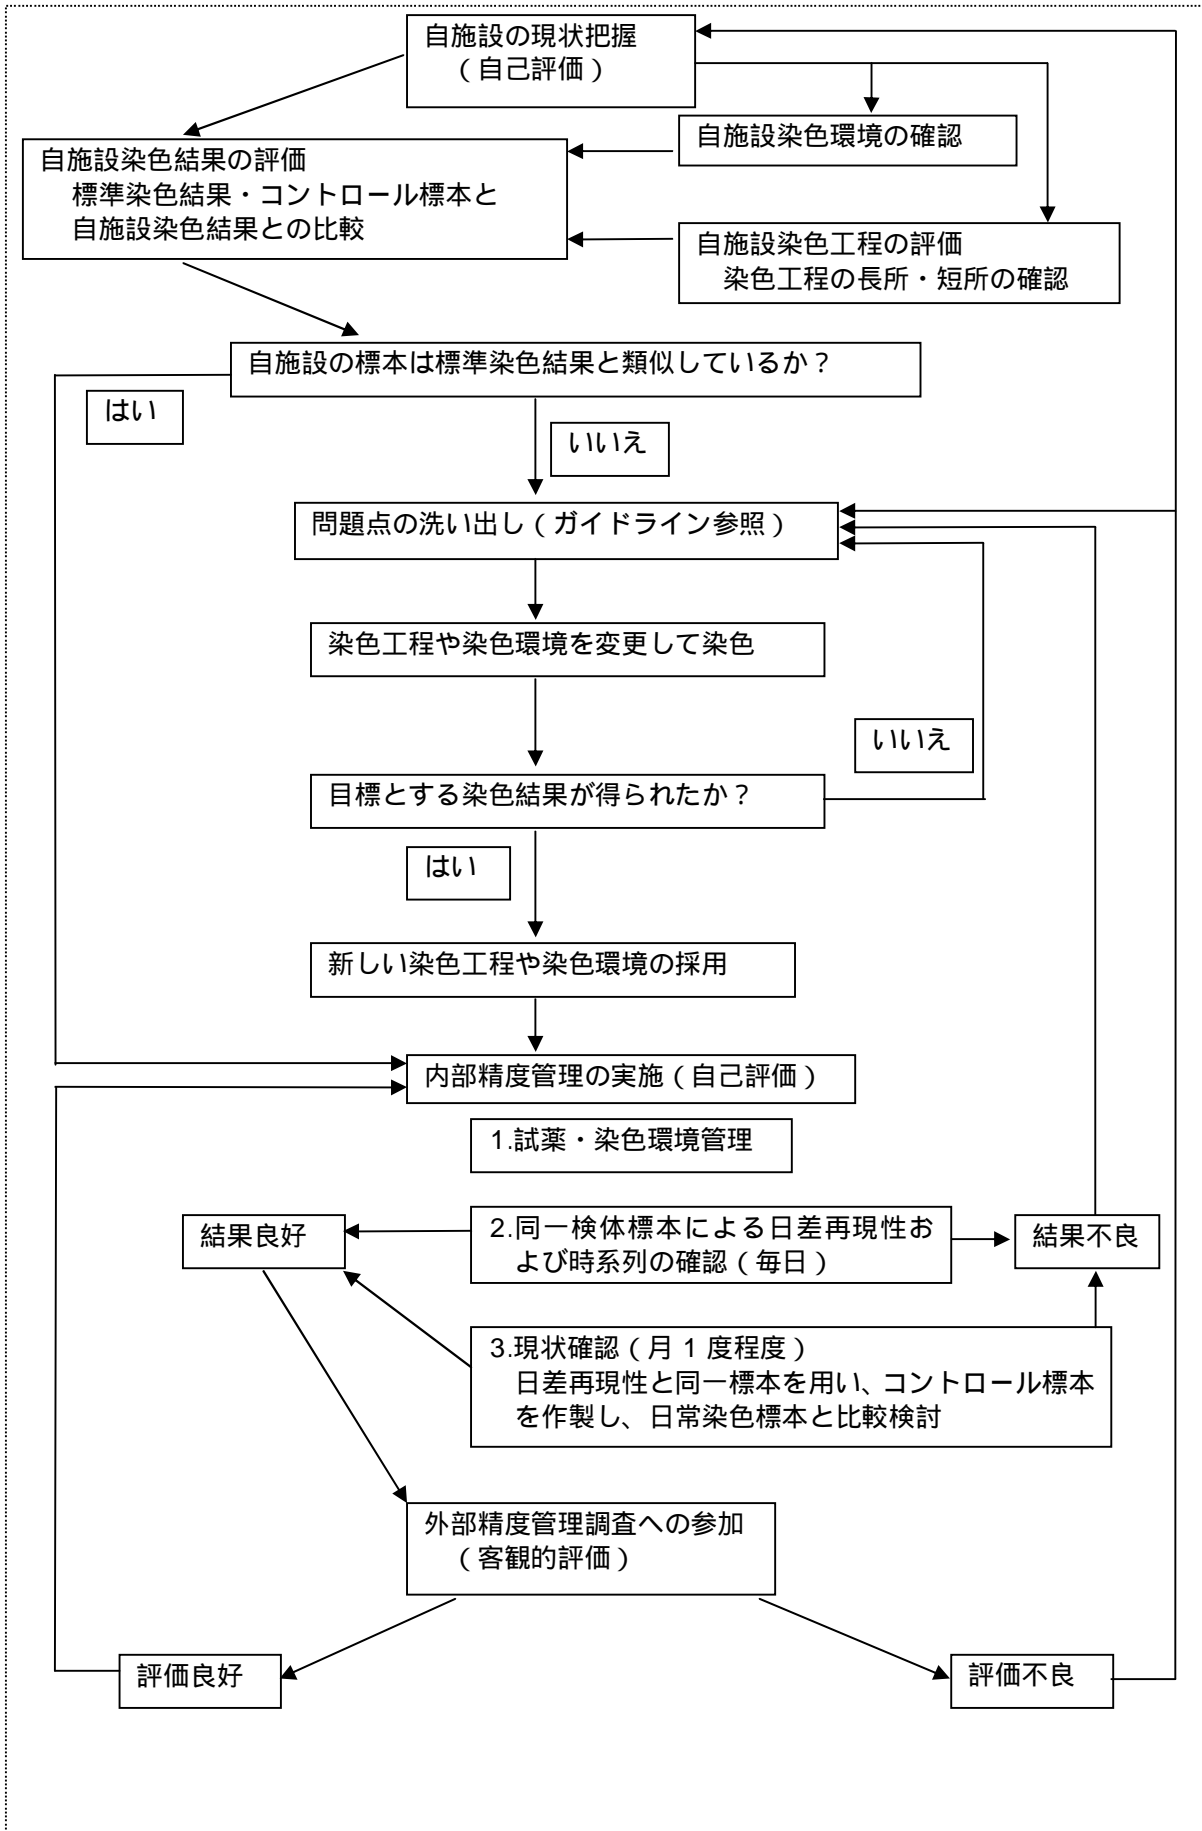 自施設の現状把握
（自己評価）
自施設染色環境の確認
自施設染色結果の評価
標準染色結果・コントロール標本と
自施設染色結果との比較
自施設染色工程の評価
染色工程の長所・短所の確認
自施設の標本は標準染色結果と類似しているか？
はい
いいえ
問題点の洗い出し（ガイドライン参照）
染色工程や染色環境を変更して染色
いいえ
目標とする染色結果が得られたか？
はい
新しい染色工程や染色環境の採用
内部精度管理の実施（自己評価）
1.試薬・染色環境管理
結果良好
2.同一検体標本による日差再現性お
よび時系列の確認（毎日）
結果不良
3.現状確認（月 1 度程度）
日差再現性と同一標本を用い、コントロール標本
を作製し、日常染色標本と比較検討
外部精度管理調査への参加
（客観的評価）
評価良好
評価不良